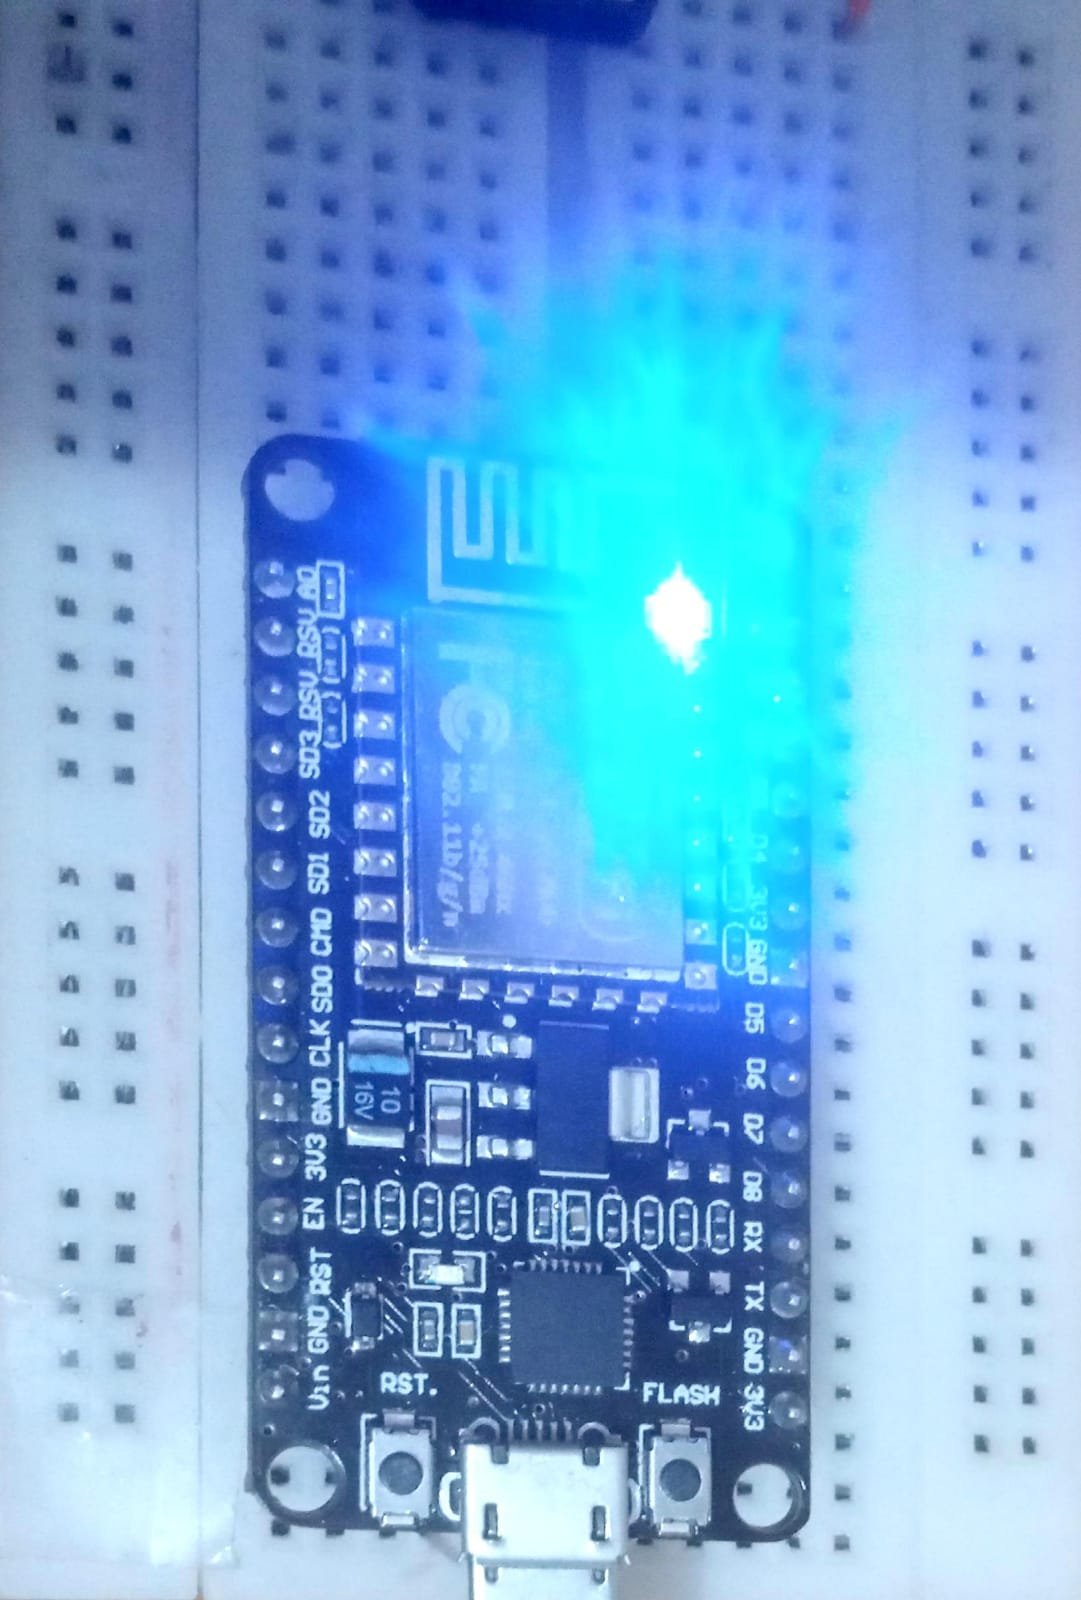 A0
RSV
RSV
SD3
SD2
SD1
CMD
SD0
CLK
GND
3V3
EN
RST
GND
Vin
802.11b/g/n
10
16V
D4
3V3
GND
D5
D6
D7
D8
RX
TX
GND
3V3
RST.
FLASH